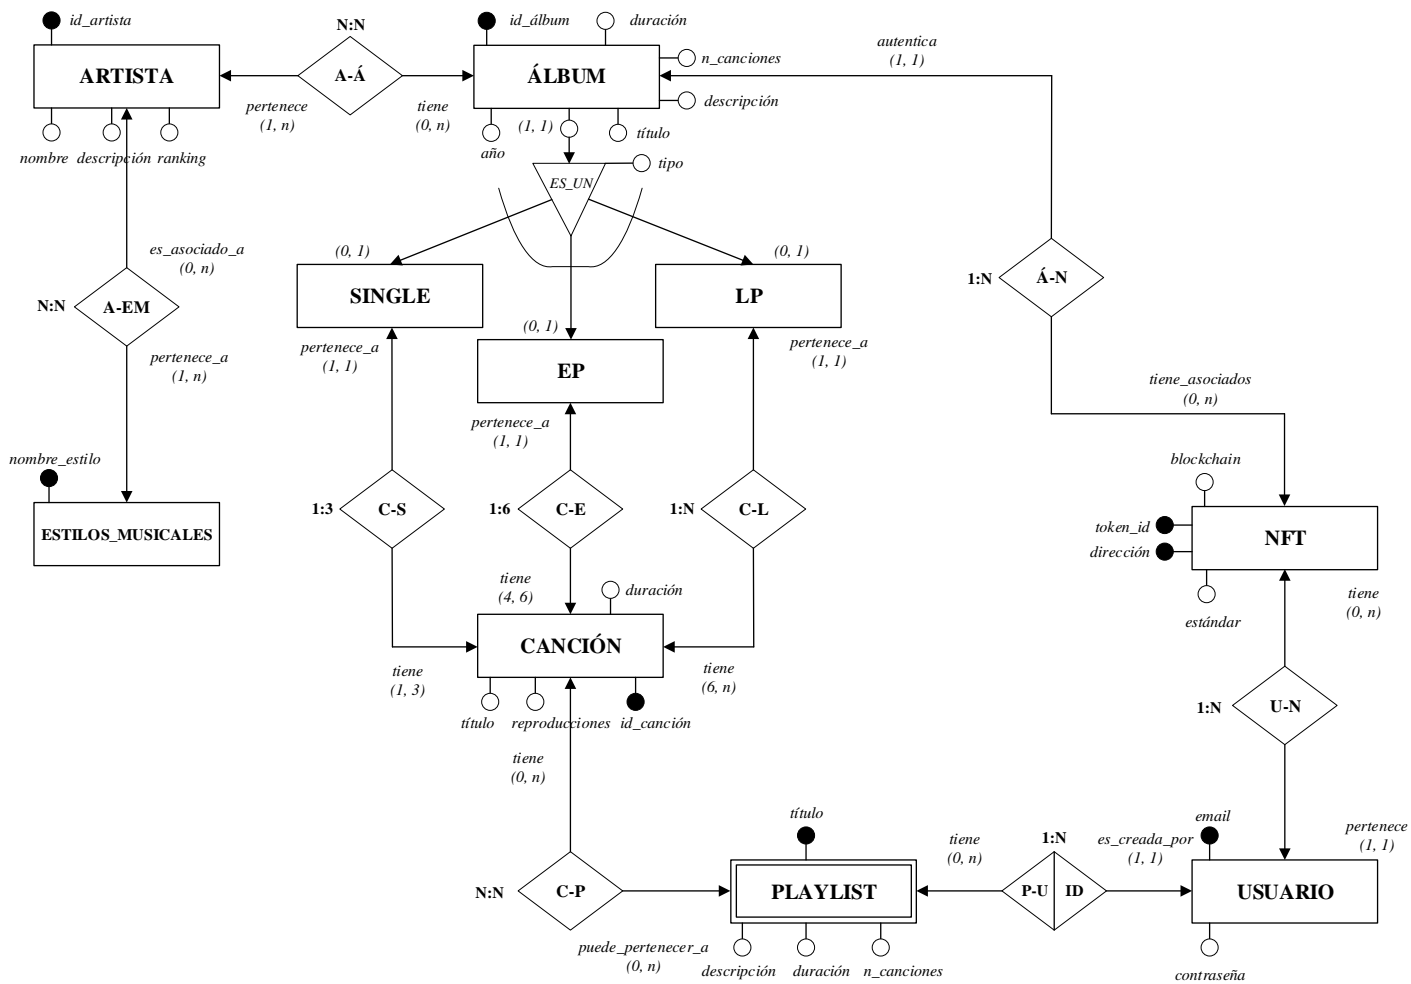 id_artista
N:N
id_álbum
duración
ARTISTA
A-Á
ÁLBUM
n_canciones
descripción
autentica
(1, 1)
pertenece
(1, n)
tiene
(0, n)
nombre
descripción
ranking
año
(1, 1)
título
tipo
ES_UN
es_asociado_a
(0, n)
(0, 1)
(0, 1)
N:N
A-EM
SINGLE
LP
1:N
Á-N
pertenece_a
(1, n)
pertenece_a
(1, 1)
(0, 1)
EP
pertenece_a
(1, 1)
pertenece_a
(1, 1)
tiene_asociados
(0, n)
nombre_estilo
ESTILOS_MUSICALES
1:3
C-S
1:6
C-E
1:N
C-L
blockchain
token_id
dirección
NFT
estándar
tiene
(0, n)
tiene
(4, 6)
duración
CANCIÓN
tiene
(1, 3)
tiene
(6, n)
título
reproducciones
id_canción
tiene
(0, n)
1:N
U-N
título
tiene
(0, n)
1:N
es_creada_por
(1, 1)
email
pertenece
(1, 1)
N:N
C-P
PLAYLIST
P-U
ID
USUARIO
puede_pertenecer_a
(0, n)
descripción
duración
n_canciones
contraseña